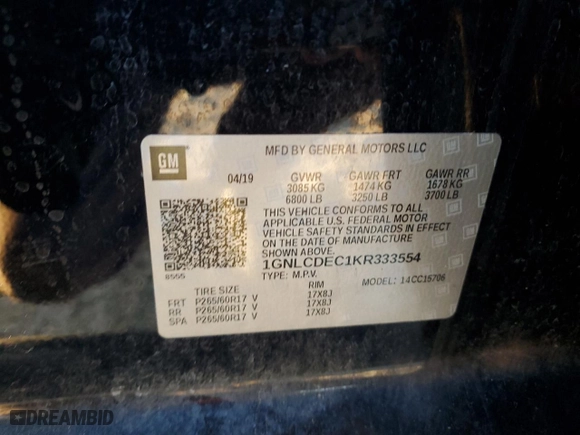 GM
MFD BY GENERAL MOTORS LLC
04/19
GVWR GAWR FRT GAWR RR
3085 KG 1474 KG 1678 KG
6800 LB 3250 LB 3700 LB
THIS VEHICLE CONFORMS TO ALL
APPLICABLE U.S. FEDERAL MOTOR
VEHICLE SAFETY STANDARDS IN EFFECT
ON THE DATE OF MANUFACTURE SHOWN ABOVE.
1GNLCDEC1KR333554
8555
TYPE: M.P.V. MODEL: 14CC15706
TIRE SIZE RIM
FRT P265/60R17 V 17X8J
RR P265/60R17 V 17X8J
SPA P265/60R17 V 17X8J
DREAMBID